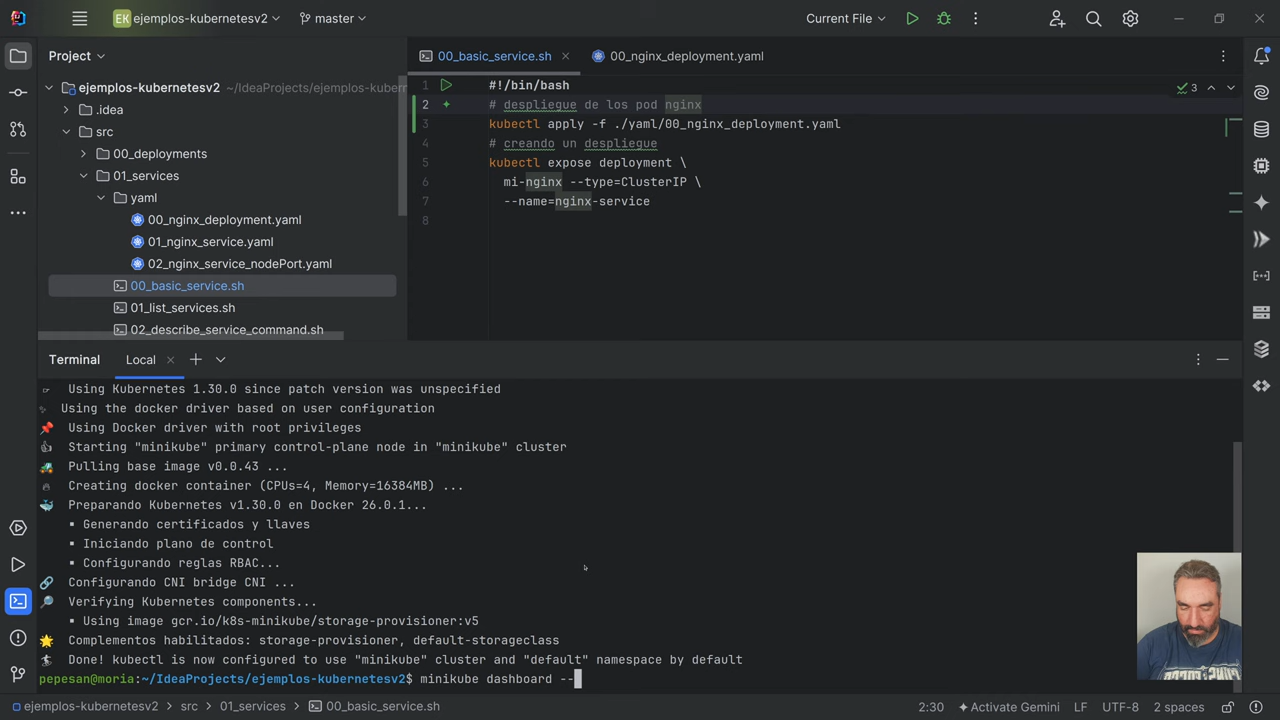 EK ejemplos-kubernetesv2 master Current File
Project
00_basic_service.sh 00_nginx_deployment.yaml
ejemplos-kubernetesv2 ~/IdeaProjects/ejemplos-kuber
.idea
src
00_deployments
01_services
yaml
00_nginx_deployment.yaml
01_nginx_service.yaml
02_nginx_service_nodePort.yaml
00_basic_service.sh
01_list_services.sh
02_describe_service_command.sh
1 #!/bin/bash
2 # despliegue de los pod nginx
3 kubectl apply -f ./yaml/00_nginx_deployment.yaml
4 # creando un despliegue
5 kubectl expose deployment \
6 mi-nginx --type=ClusterIP \
7 --name=nginx-service
8
3
Terminal Local
Using Kubernetes 1.30.0 since patch version was unspecified
Using the docker driver based on user configuration
Using Docker driver with root privileges
Starting "minikube" primary control-plane node in "minikube" cluster
Pulling base image v0.0.43 ...
Creating docker container (CPUs=4, Memory=16384MB) ...
Preparando Kubernetes v1.30.0 en Docker 26.0.1...
▪ Generando certificados y llaves
▪ Iniciando plano de control
▪ Configurando reglas RBAC...
Configurando CNI bridge CNI ...
Verifying Kubernetes components...
▪ Using image gcr.io/k8s-minikube/storage-provisioner:v5
Complementos habilitados: storage-provisioner, default-storageclass
Done! kubectl is now configured to use "minikube" cluster and "default" namespace by default
pepesan@moria:~/IdeaProjects/ejemplos-kubernetesv2$ minikube dashboard --
ejemplos-kubernetesv2 > src > 01_services > 00_basic_service.sh 2:30 Activate Gemini LF UTF-8 2 spaces